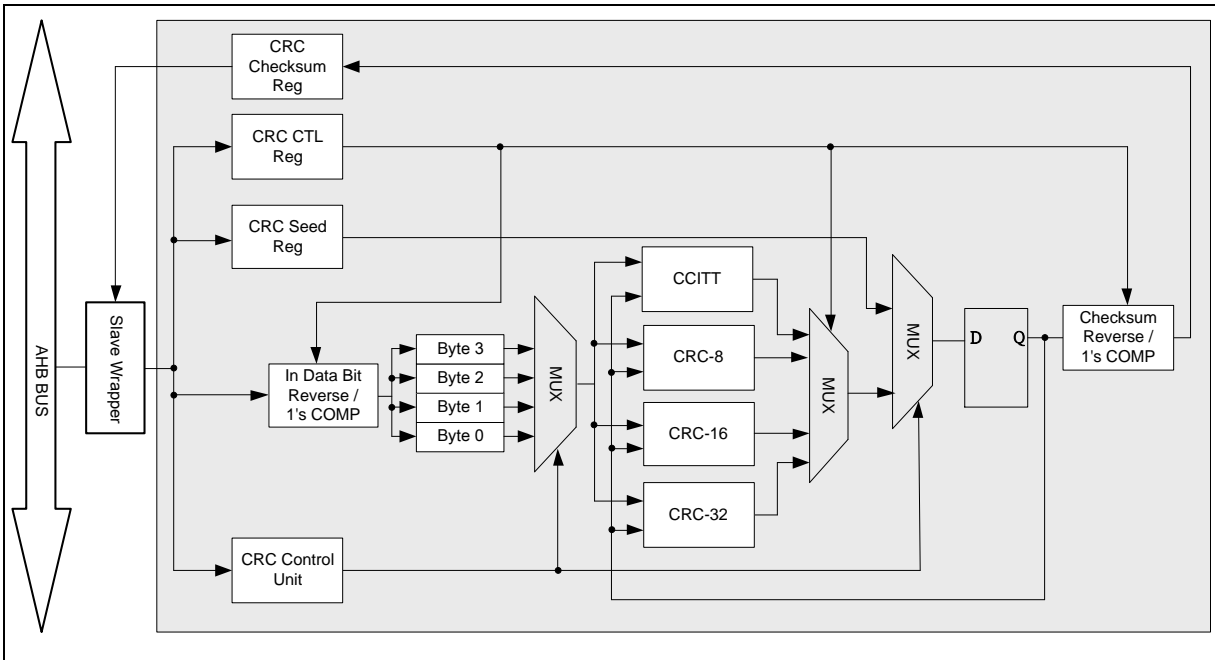 CRC
Checksum
Reg
CRC CTL
Reg
CRC Seed
Reg
AHB BUS
Slave Wrapper
In Data Bit
Reverse /
1's COMP
Byte 3
Byte 2
Byte 1
Byte 0
MUX
CCITT
CRC-8
CRC-16
CRC-32
MUX
MUX
D Q
Checksum
Reverse /
1's COMP
CRC Control
Unit